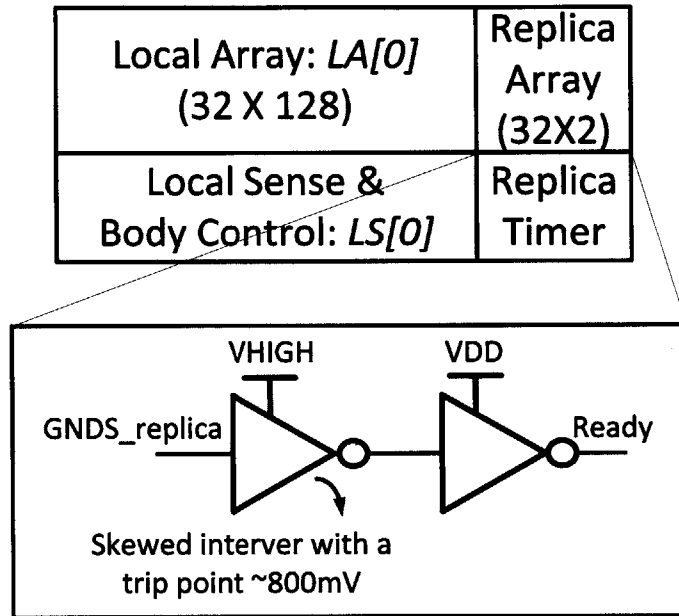 Local Array: LA[0]
(32 X 128)
Replica
Array
(32X2)
Local Sense &
Body Control: LS[0]
Replica
Timer
VHIGH
VDD
GNDS_replica
Ready
Skewed interver with a
trip point ~800mV